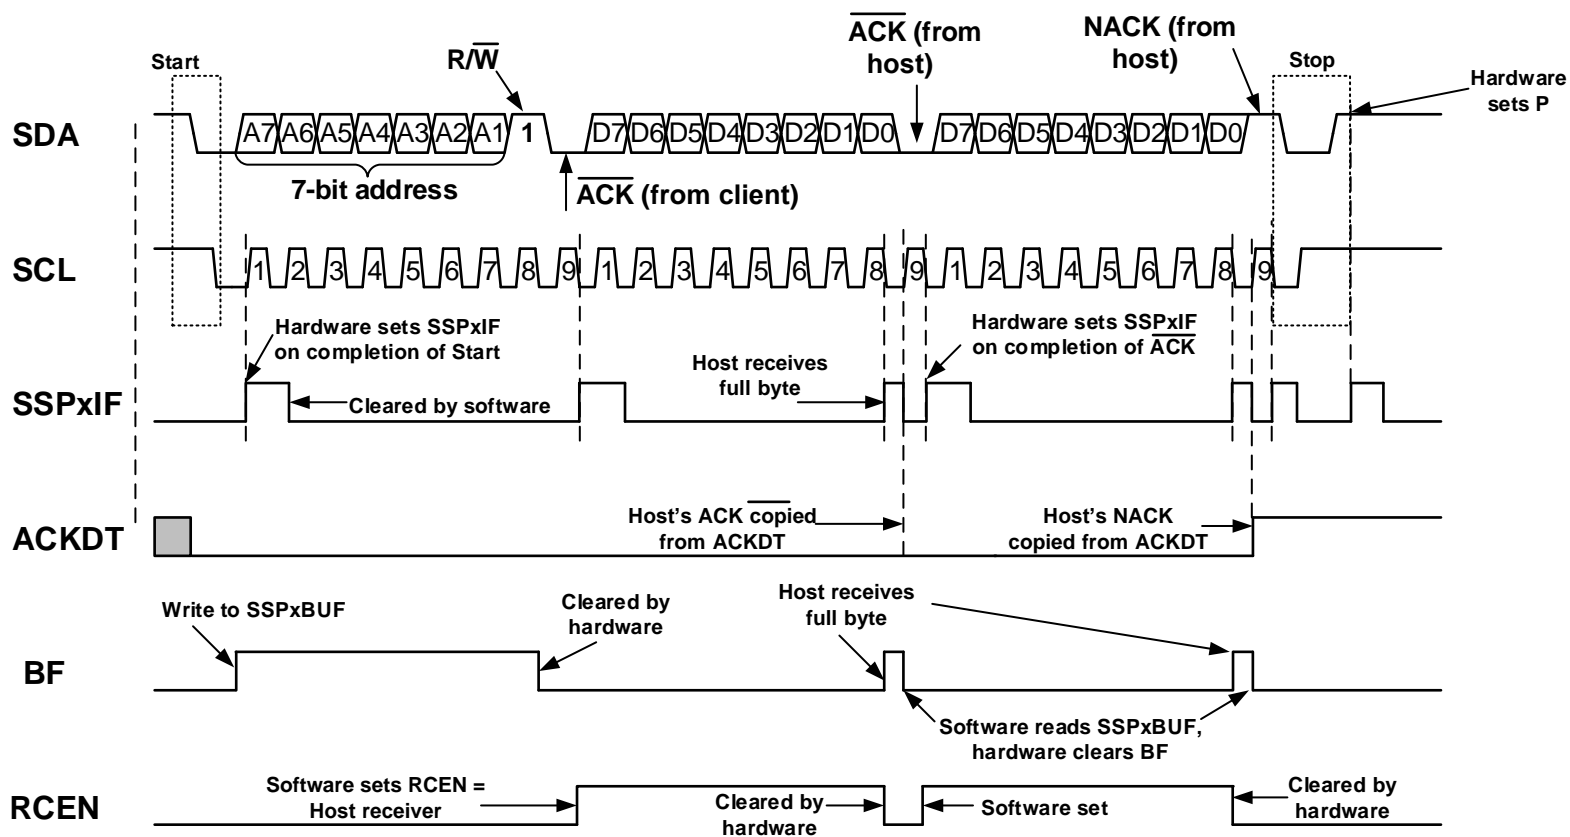 Start
R/W
ACK (from
host)
NACK (from
host)
Stop
Hardware
sets P
SDA
A7 A6 A5 A4 A3 A2 A1 1 D7 D6 D5 D4 D3 D2 D1 D0 D7 D6 D5 D4 D3 D2 D1 D0
7-bit address
ACK (from client)
SCL
1 2 3 4 5 6 7 8 9 1 2 3 4 5 6 7 8 9 1 2 3 4 5 6 7 8 9
Hardware sets SSPxIF
on completion of Start
Host receives
full byte
Hardware sets SSPxIF
on completion of ACK
SSPxIF
Cleared by software
ACKDT
Host's ACK copied
from ACKDT
Host's NACK
copied from ACKDT
Write to SSPxBUF
Cleared by
hardware
Host receives
full byte
BF
Software reads SSPxBUF,
hardware clears BF
RCEN
Software sets RCEN =
Host receiver
Cleared by
hardware
Software set
Cleared by
hardware